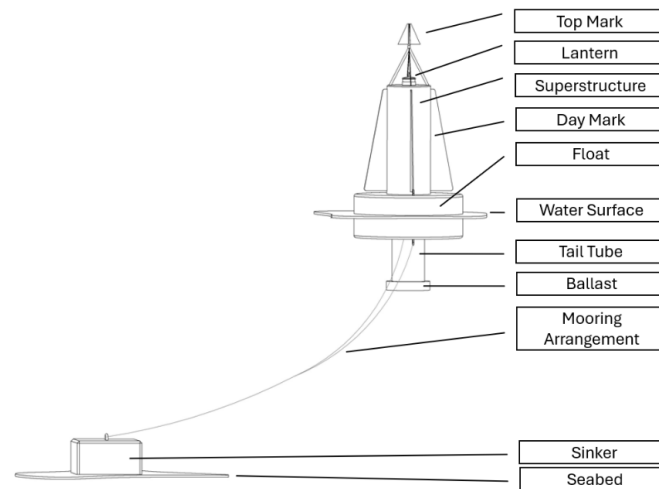 Top Mark
Lantern
Superstructure
Day Mark
Float
Water Surface
Tail Tube
Ballast
Mooring
Arrangement
Sinker
Seabed